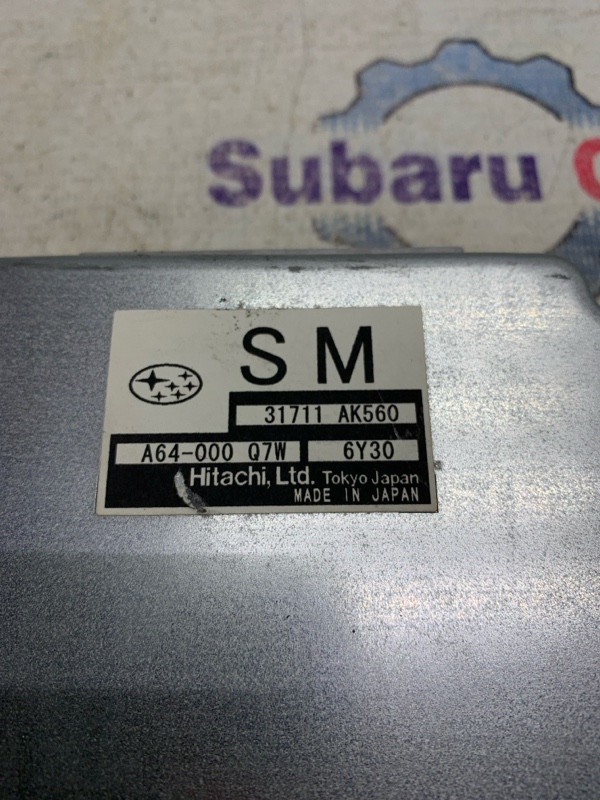 Subaru
SM
31711 AK560
A64-000 Q7W 6Y30
Hitachi, Ltd. Tokyo Japan
MADE IN JAPAN